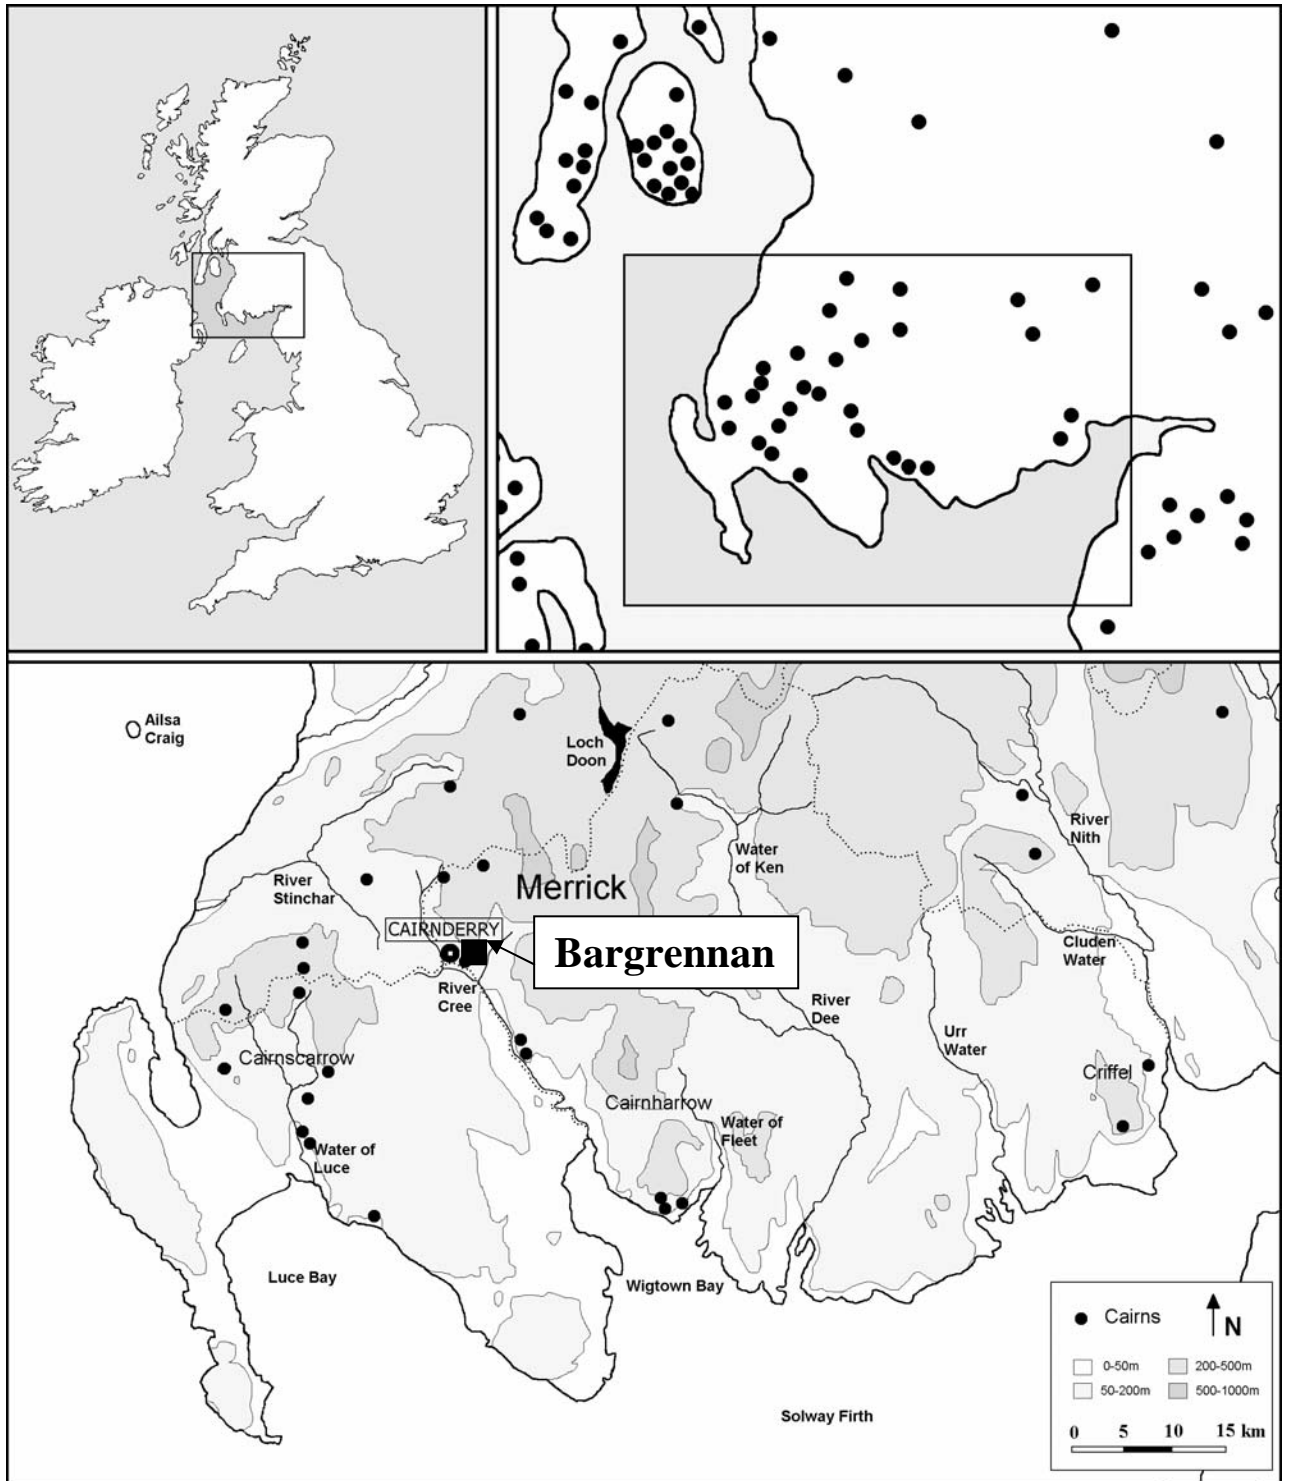 Ailsa
Craig
Loch
Doon
River
Nith
Water
of Ken
River
Stinchar
Merrick
CAIRNDERRY
Bargrennan
Cluden
Water
River
Cree
River
Dee
Urr
Water
Cairnscarrow
Criffel
Cairnharrow
Water of
Fleet
Water of
Luce
Luce Bay
Wigtown Bay
Cairns
N
0-50m
200-500m
50-200m
500-1000m
Solway Firth
0 5 10 15 km